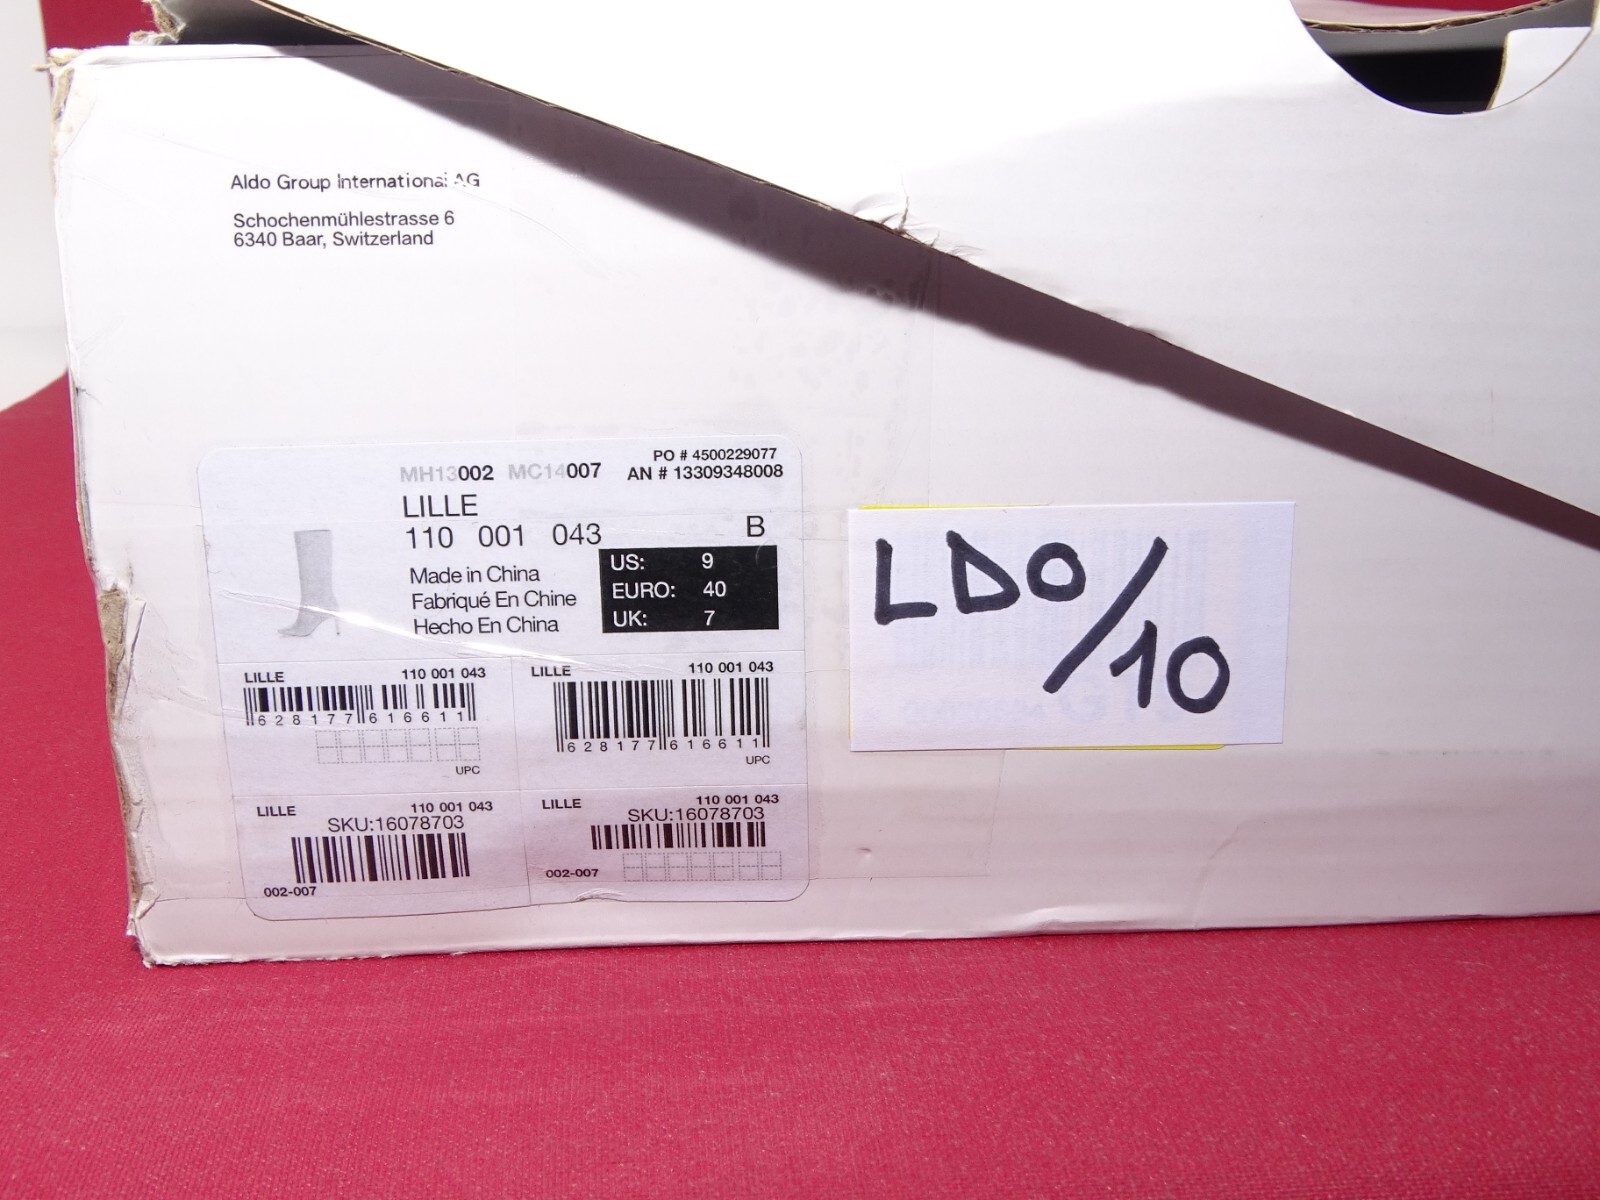 Aldo Group International AG
Schochenmühlestrasse 6
6340 Baar, Switzerland
PO # 4500229077
MH13002 MC14007 AN # 13309348008
LILLE
110 001 043 B
Made in China
Fabriqué En Chine
Hecho En China
US: 9
EURO: 40
UK: 7
LDO/10
LILLE 110 001 043
628177616611
UPC
LILLE 110 001 043
628177616611
UPC
LILLE 110 001 043
SKU:16078703
002-007
LILLE 110 001 043
SKU:16078703
002-007